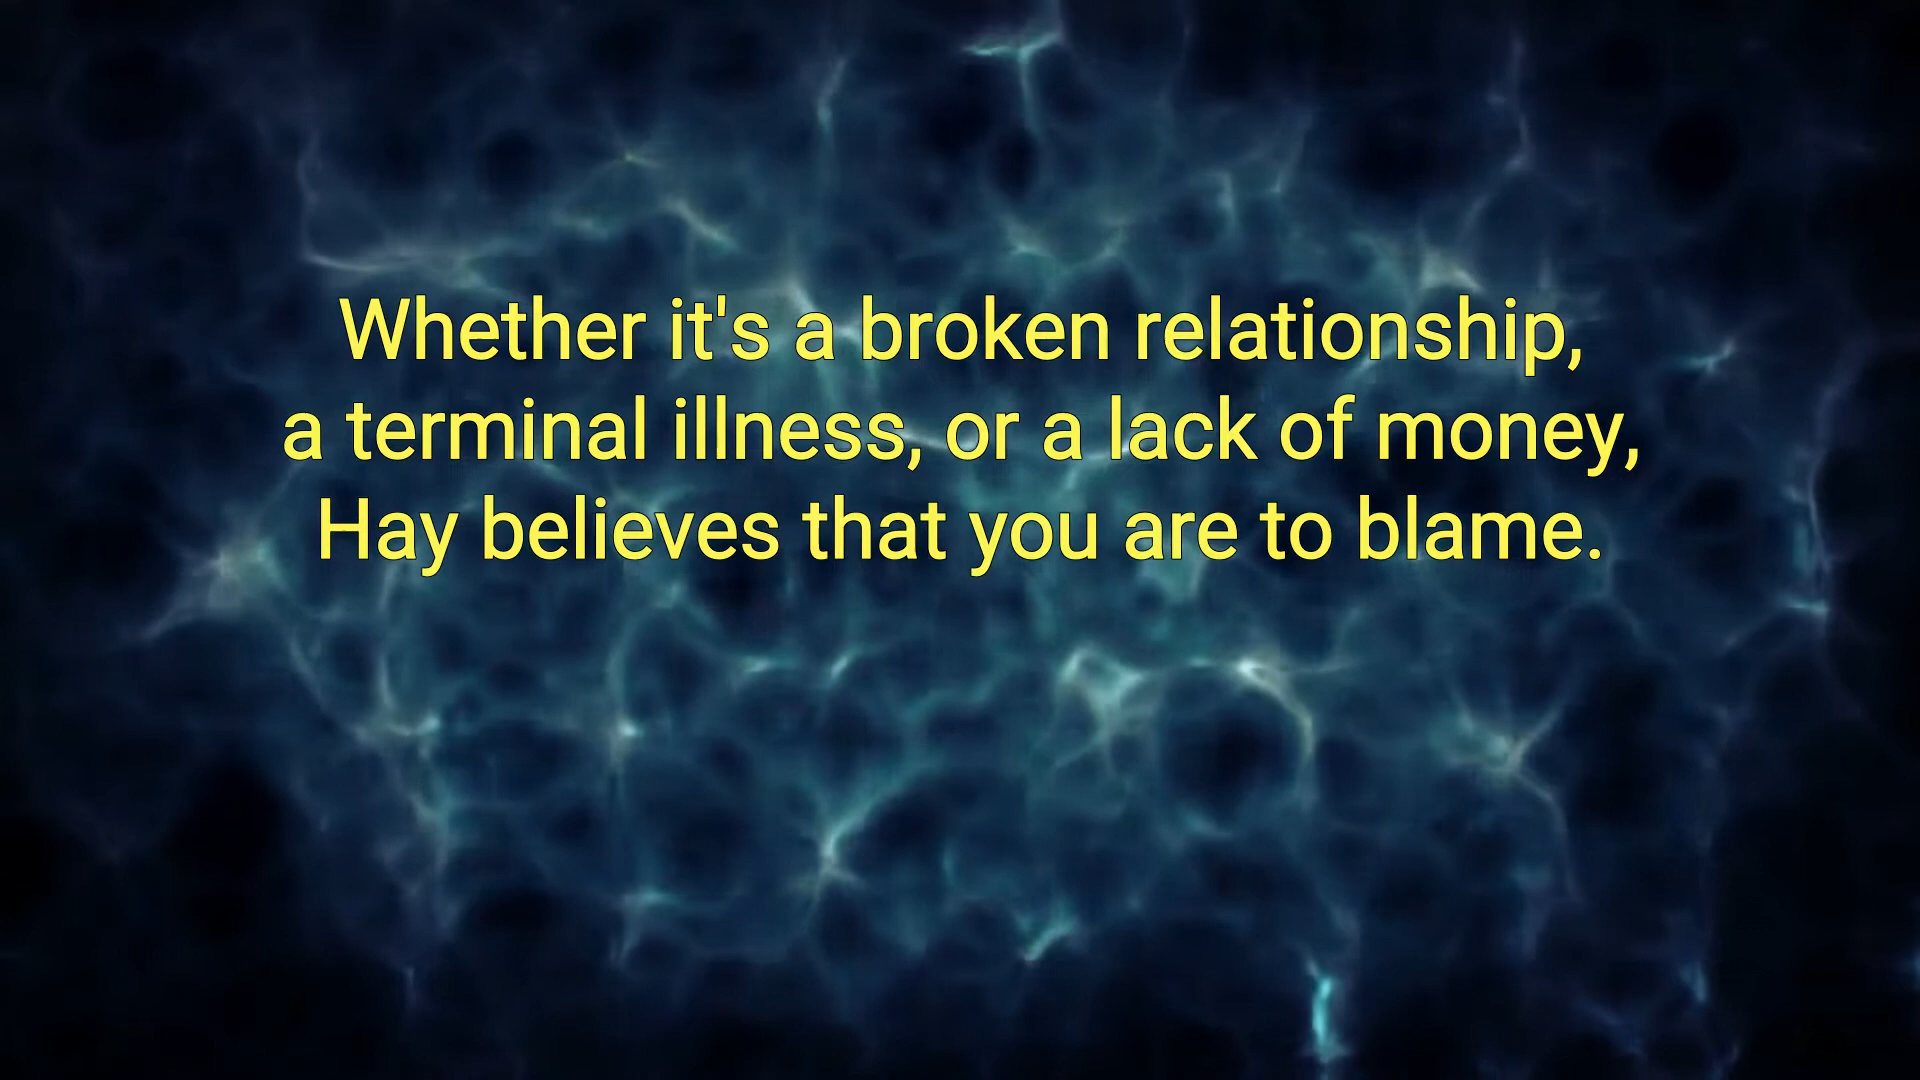 Whether it's a broken relationship,
a terminal illness, or a lack of money,
Hay believes that you are to blame.